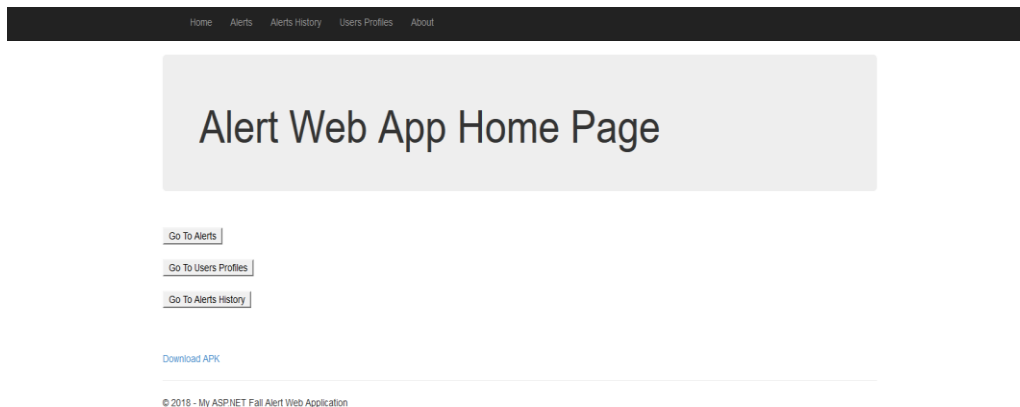 Home Alerts Alerts History Users Profiles About
Alert Web App Home Page
Go To Alerts
Go To Users Profiles
Go To Alerts History
Download APK
© 2018 - My ASP.NET Fall Alert Web Application